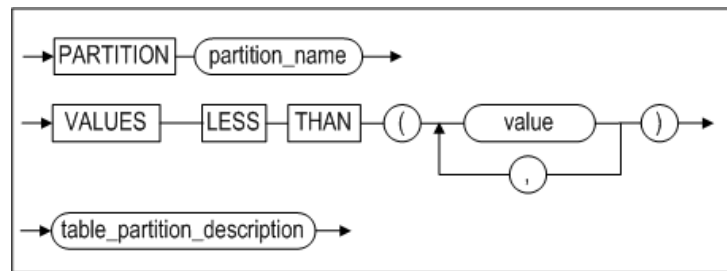 PARTITION partition_name
VALUES LESS THAN ( value )
,
table_partition_description